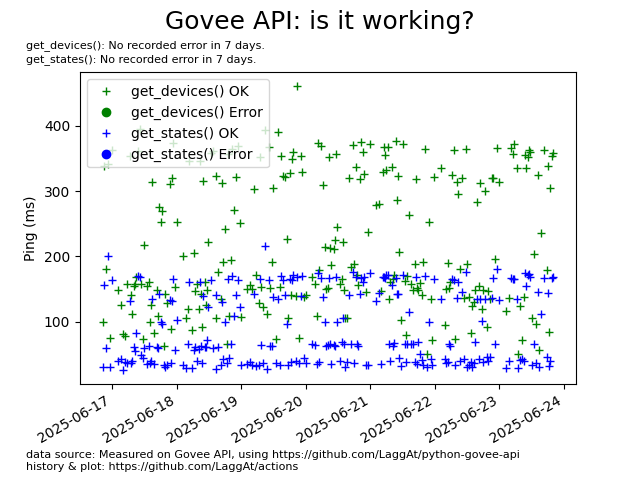 Govee API: is it working?
get_devices(): No recorded error in 7 days.
get_states(): No recorded error in 7 days.
get_devices() OK
get_devices() Error
get_states() OK
get_states() Error
Ping (ms)
400
300
200
100
2025-06-17
2025-06-18
2025-06-19
2025-06-20
2025-06-21
2025-06-22
2025-06-23
2025-06-24
data source: Measured on Govee API, using https://github.com/LaggAt/python-govee-api
history & plot: https://github.com/LaggAt/actions